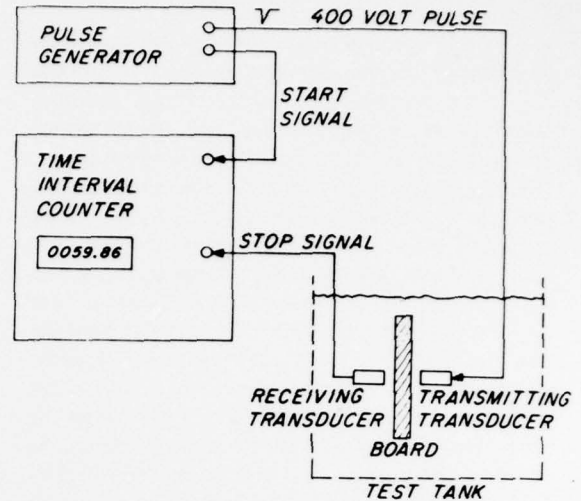 PULSE
GENERATOR
400 VOLT PULSE
START
SIGNAL
TIME
INTERVAL
COUNTER
0059.86
STOP SIGNAL
RECEIVING
TRANSDUCER
TRANSMITTING
TRANSDUCER
BOARD
TEST TANK